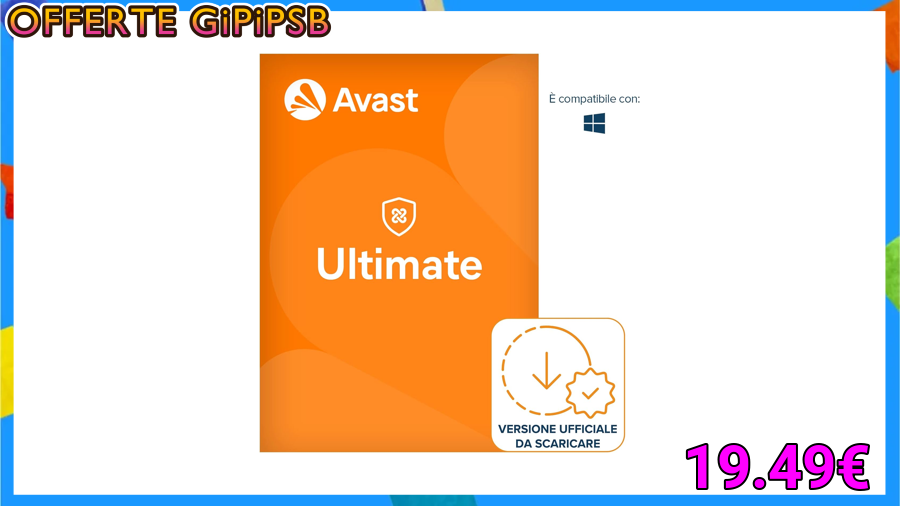 OFFERTE GiPiPSB
Avast
È compatibile con:
Ultimate
VERSIONE UFFICIALE
DA SCARICARE
19.49€